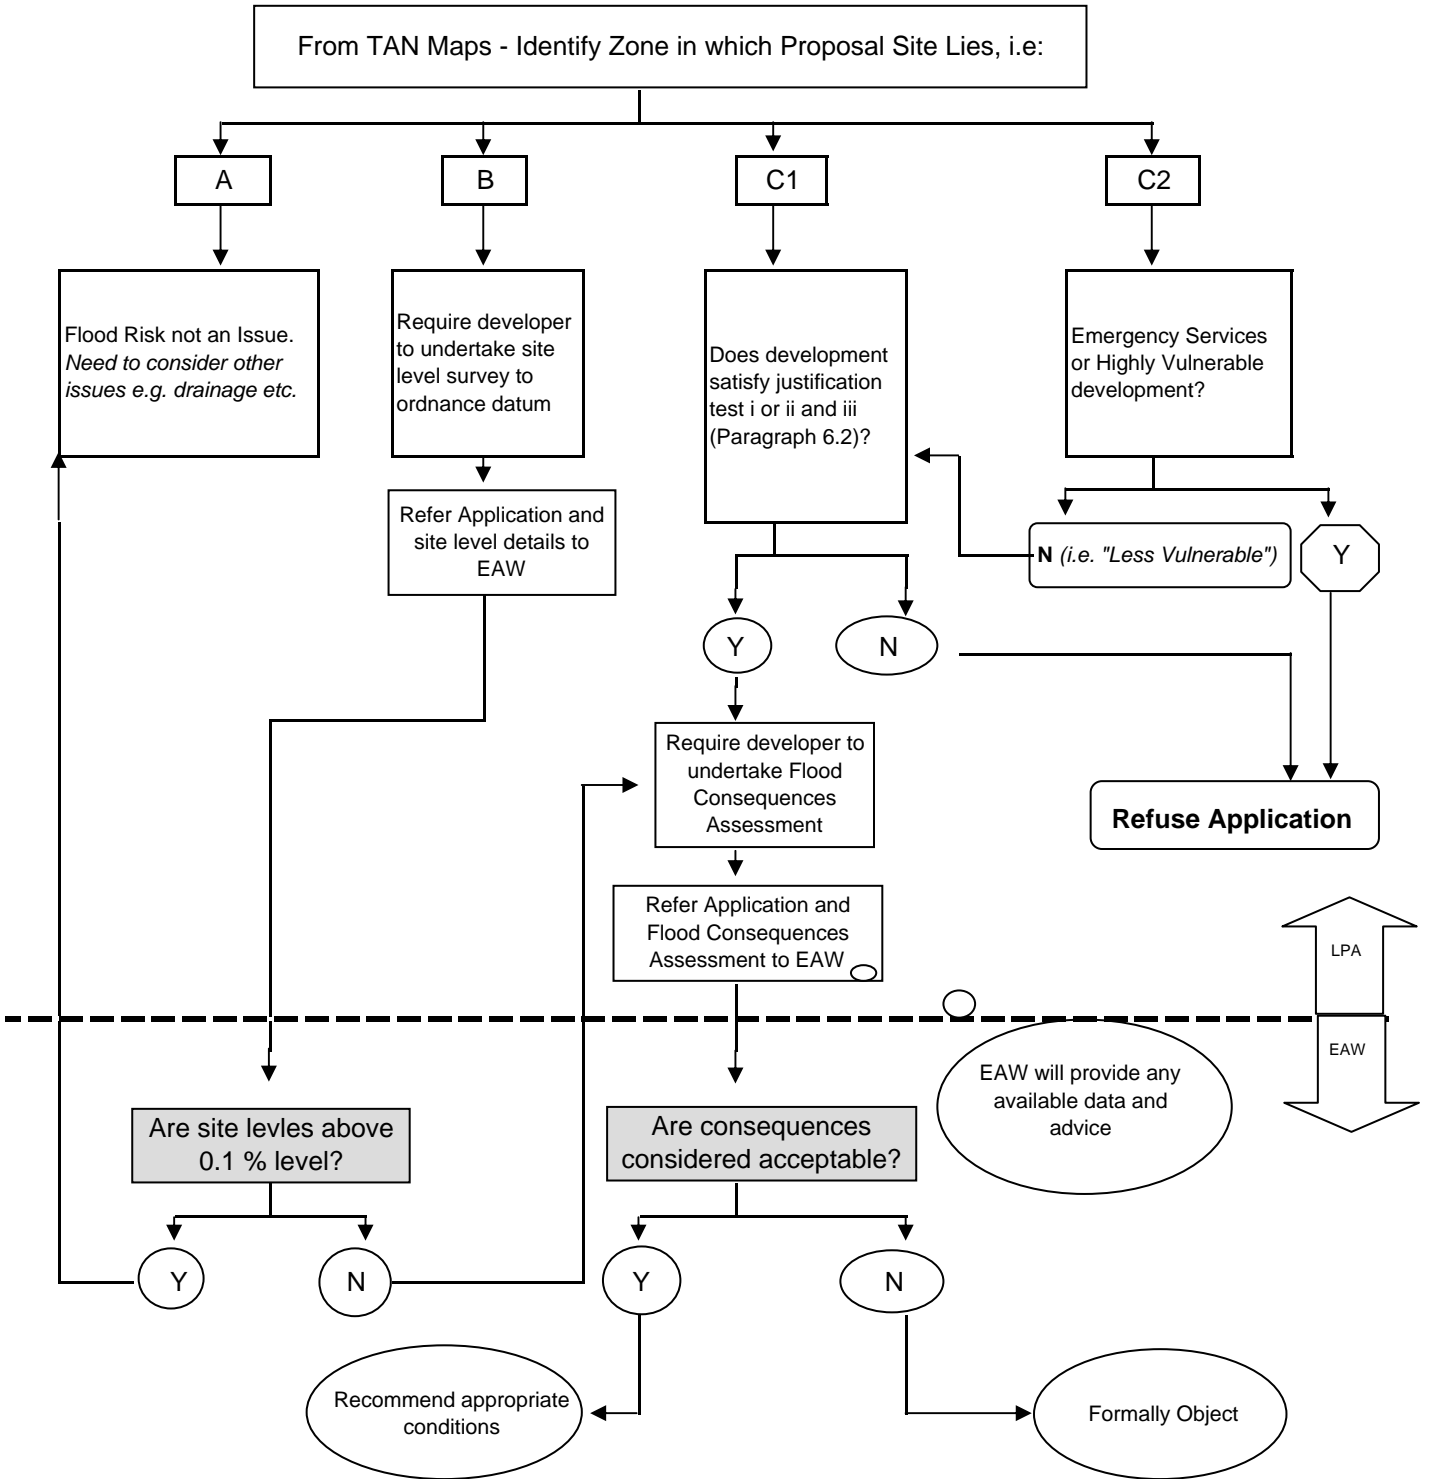 From TAN Maps - Identify Zone in which Proposal Site Lies, i.e:
A
B
C1
C2
Flood Risk not an Issue.
Need to consider other
issues e.g. drainage etc.
Require developer
to undertake site
level survey to
ordnance datum
Does development
satisfy justification
test i or ii and iii
(Paragraph 6.2)?
Emergency Services
or Highly Vulnerable
development?
Refer Application and
site level details to
EAW
N (i.e. "Less Vulnerable")
Y
Y
N
Require developer to
undertake Flood
Consequences
Assessment
Refuse Application
Refer Application and
Flood Consequences
Assessment to EAW
LPA
EAW
EAW will provide any
available data and
advice
Are site levles above
0.1 % level?
Are consequences
considered acceptable?
Y
N
Y
N
Recommend appropriate
conditions
Formally Object